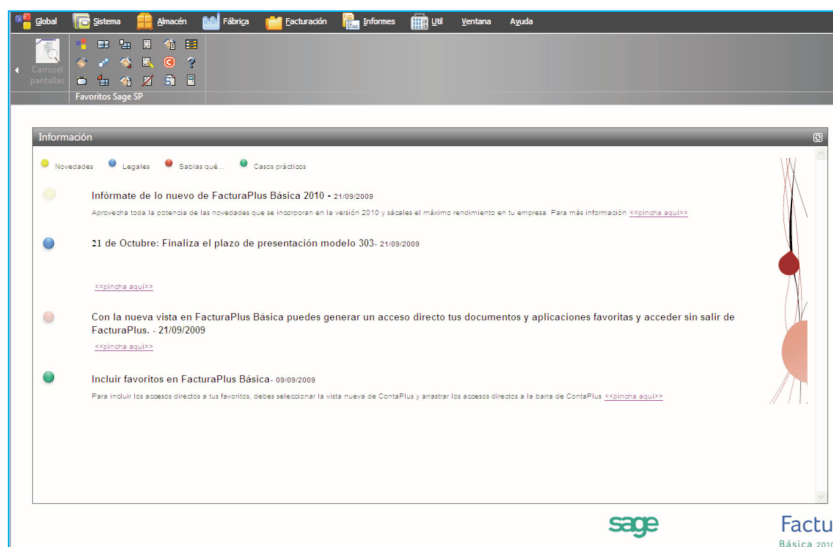 Global Sistema Almacén Fábrica Facturación Informes Util Ventana Ayuda
Carrusel
pantallas
Favoritos Sage SP
Información
Novedades Legales Sabías qué... Casos prácticos
Infórmate de lo nuevo de FacturaPlus Básica 2010 - 21/09/2009
Aprovecha toda la potencia de las novedades que se incorporan en la versión 2010 y sácales el máximo rendimiento en tu empresa. Para más información <<pincha aquí>>
21 de Octubre: Finaliza el plazo de presentación modelo 303- 21/09/2009
<<pincha aquí>>
Con la nueva vista en FacturaPlus Básica puedes generar un acceso directo tus documentos y aplicaciones favoritas y acceder sin salir de
FacturaPlus. - 21/09/2009
<<pincha aquí>>
Incluir favoritos en FacturaPlus Básica- 09/09/2009
Para incluir los accesos directos a tus favoritos, debes seleccionar la vista nueva de ContaPlus y arrastrar los accesos directos a la barra de ContaPlus <<pincha aquí>>
sage
Factu
Básica 2010